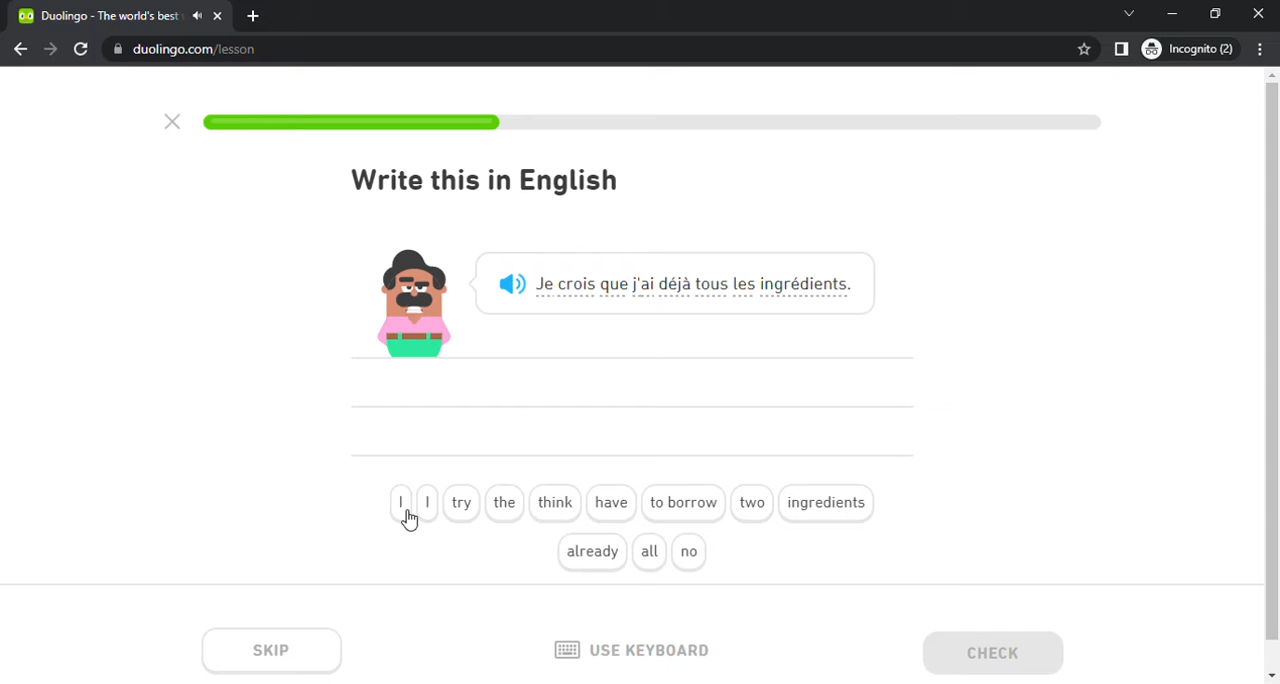 Duolingo - The world's best
duolingo.com/lesson
Incognito (2)
Write this in English
Je crois que j'ai déjà tous les ingrédients.
I I try the think have to borrow two ingredients
already all no
SKIP USE KEYBOARD CHECK